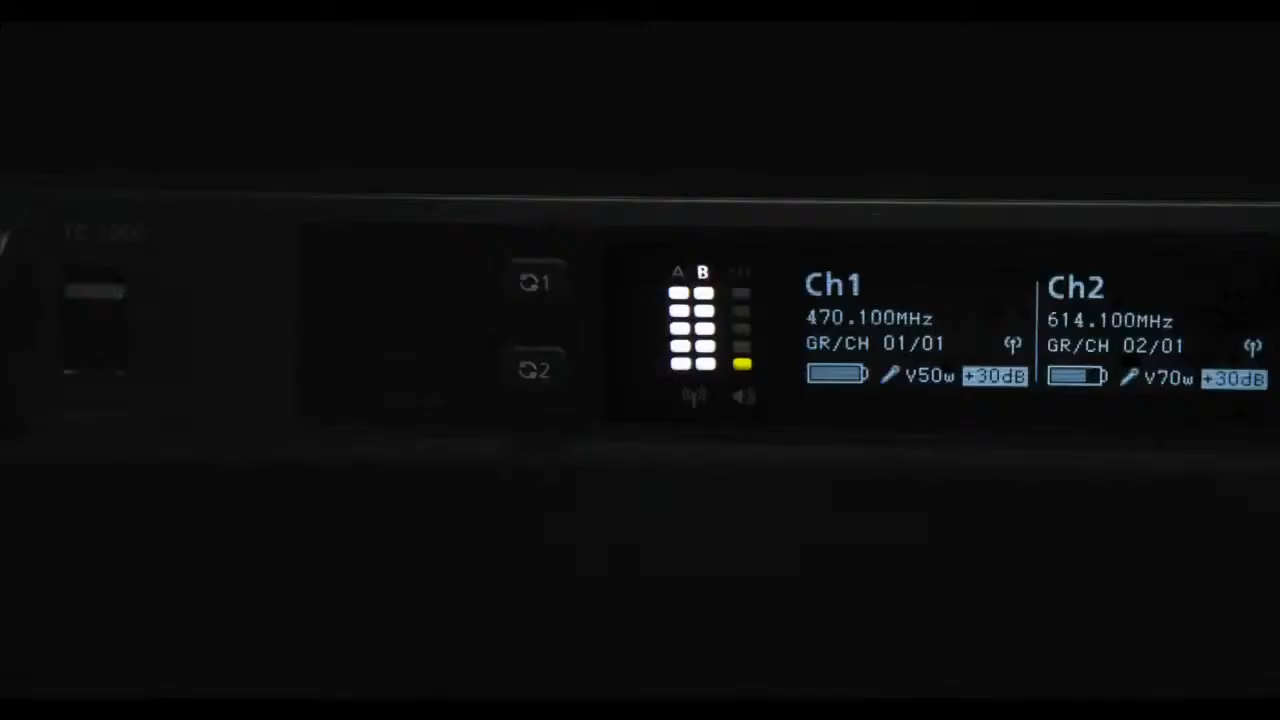 1
2
A B
Ch1
470.100MHz
GR/CH 01/01
V50w +30dB
Ch2
614.100MHz
GR/CH 02/01
V70w +30dB